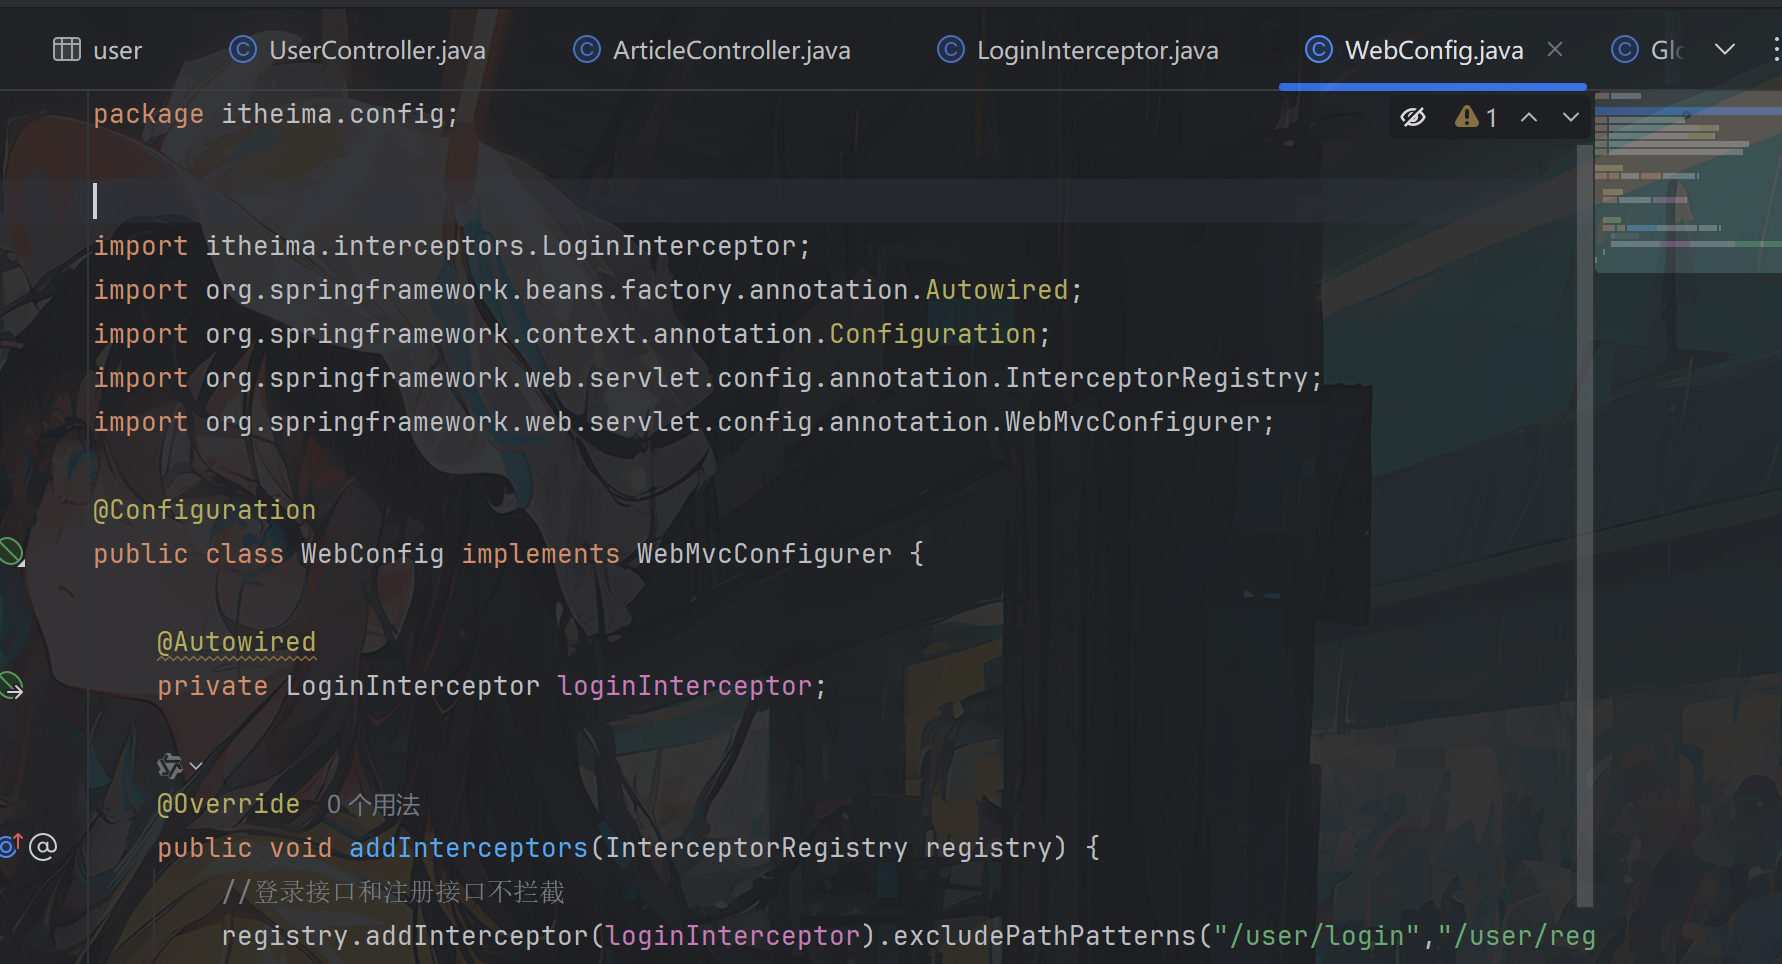 user UserController.java ArticleController.java LoginInterceptor.java WebConfig.java Glo
package itheima.config;
1
import itheima.interceptors.LoginInterceptor;
import org.springframework.beans.factory.annotation.Autowired;
import org.springframework.context.annotation.Configuration;
import org.springframework.web.servlet.config.annotation.InterceptorRegistry;
import org.springframework.web.servlet.config.annotation.WebMvcConfigurer;
@Configuration
public class WebConfig implements WebMvcConfigurer {
@Autowired
private LoginInterceptor loginInterceptor;
@Override 0 个用法
public void addInterceptors(InterceptorRegistry registry) {
//登录接口和注册接口不拦截
registry.addInterceptor(loginInterceptor).excludePathPatterns("/user/login","/user/reg